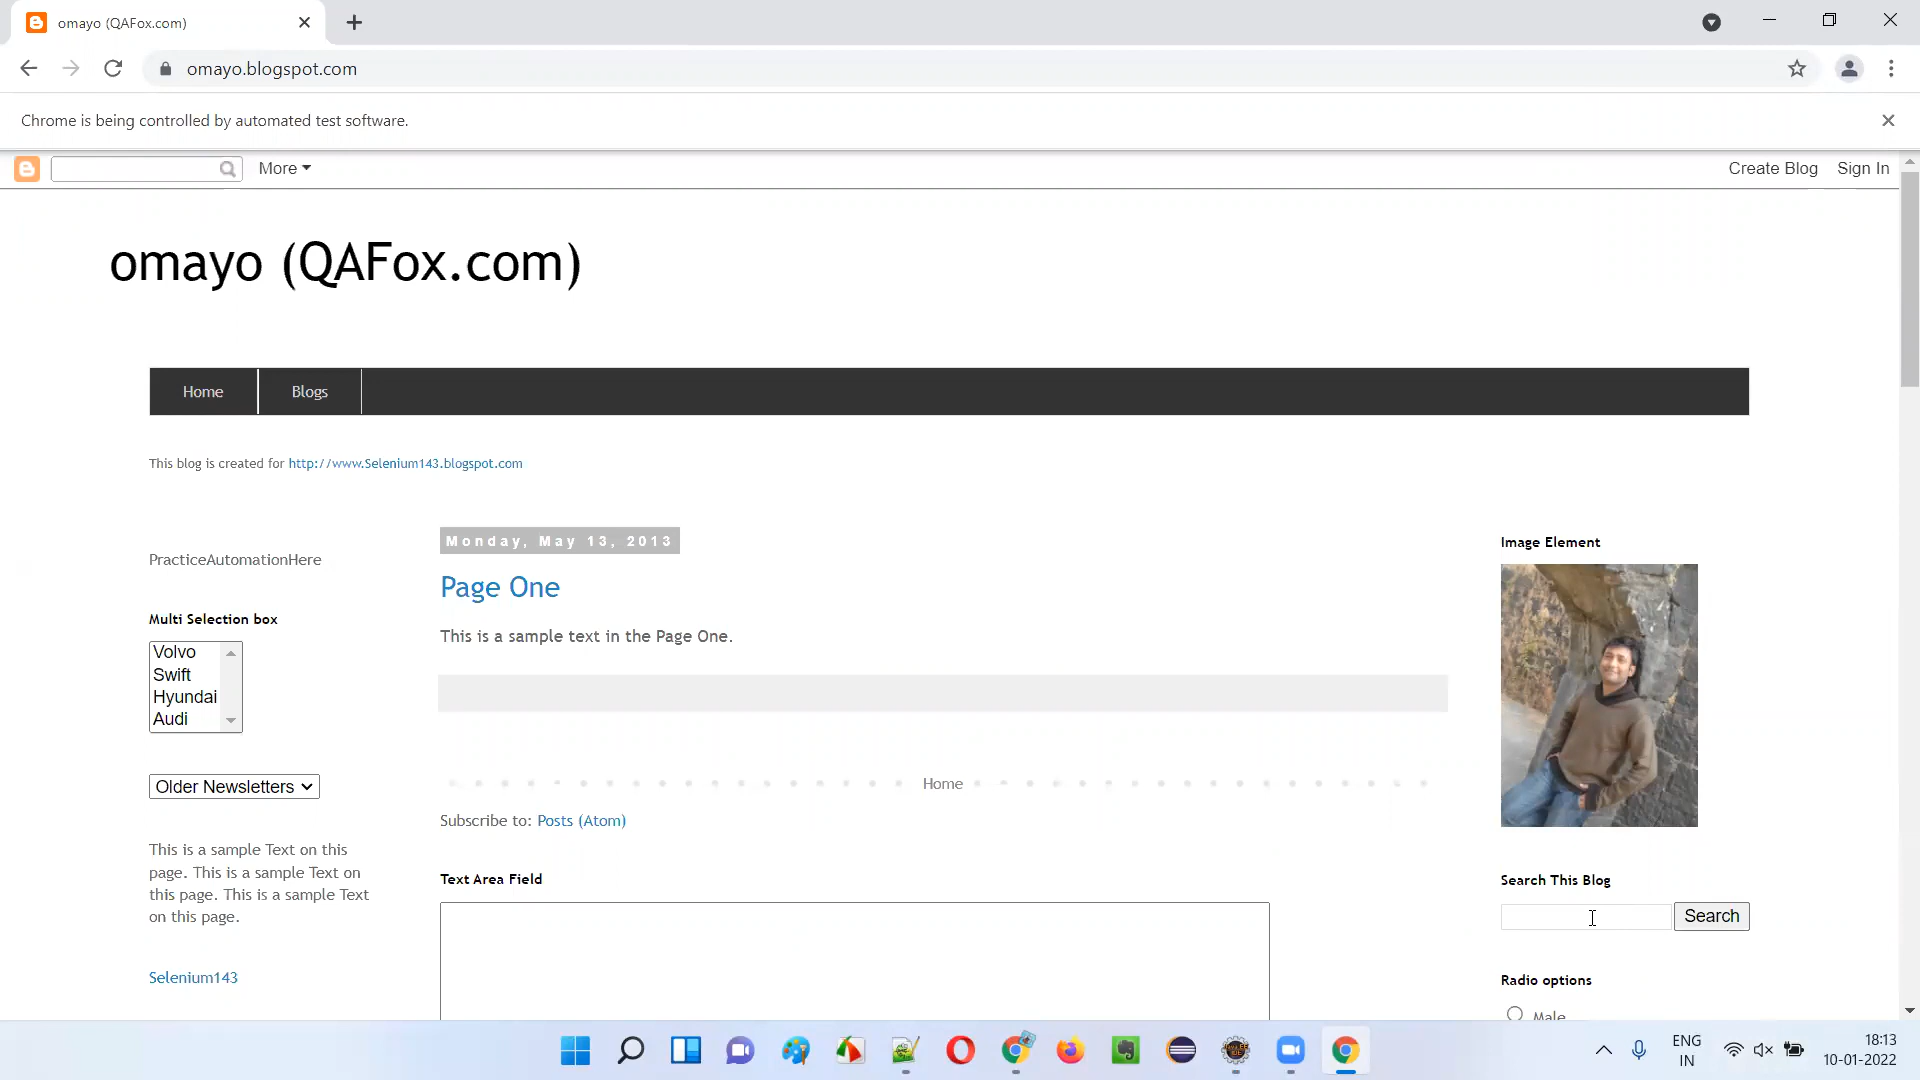 omayo (QAFox.com)
omayo.blogspot.com
Chrome is being controlled by automated test software.
More
Create Blog
Sign In
omayo (QAFox.com)
Home
Blogs
This blog is created for http://www.Selenium143.blogspot.com
PracticeAutomationHere
Multi Selection box
Volvo
Swift
Hyundai
Audi
Older Newsletters
This is a sample Text on this
page. This is a sample Text on
this page. This is a sample Text
on this page.
Selenium143
Monday, May 13, 2013
Page One
This is a sample text in the Page One.
Home
Subscribe to: Posts (Atom)
Text Area Field
Image Element
Search This Blog
Search
Radio options
Male
ENG
IN
18:13
10-01-2022